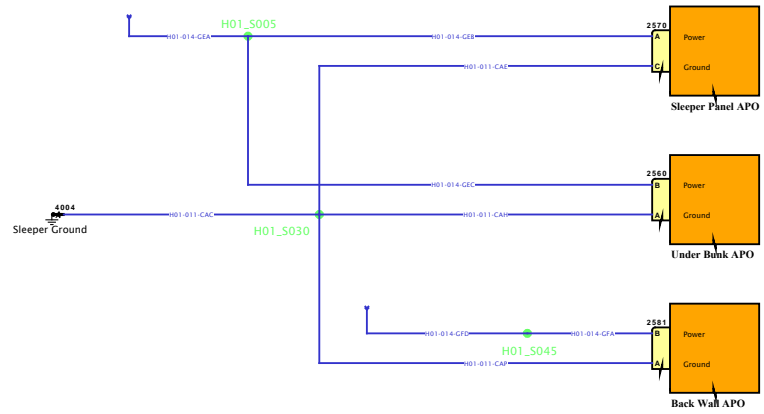 H01_S005
2570
H01-014-GEA
H01-014-GEB
A
Power
H01-011-CAE
C
Ground
Sleeper Panel APO
2560
H01-014-GEC
B
Power
4004
H01-011-CAC
H01-011-CAH
A
Ground
Sleeper Ground
H01_S030
Under Bunk APO
2581
H01-014-GFD
H01-014-GFA
B
Power
H01_S045
H01-011-CAP
A
Ground
Back Wall APO